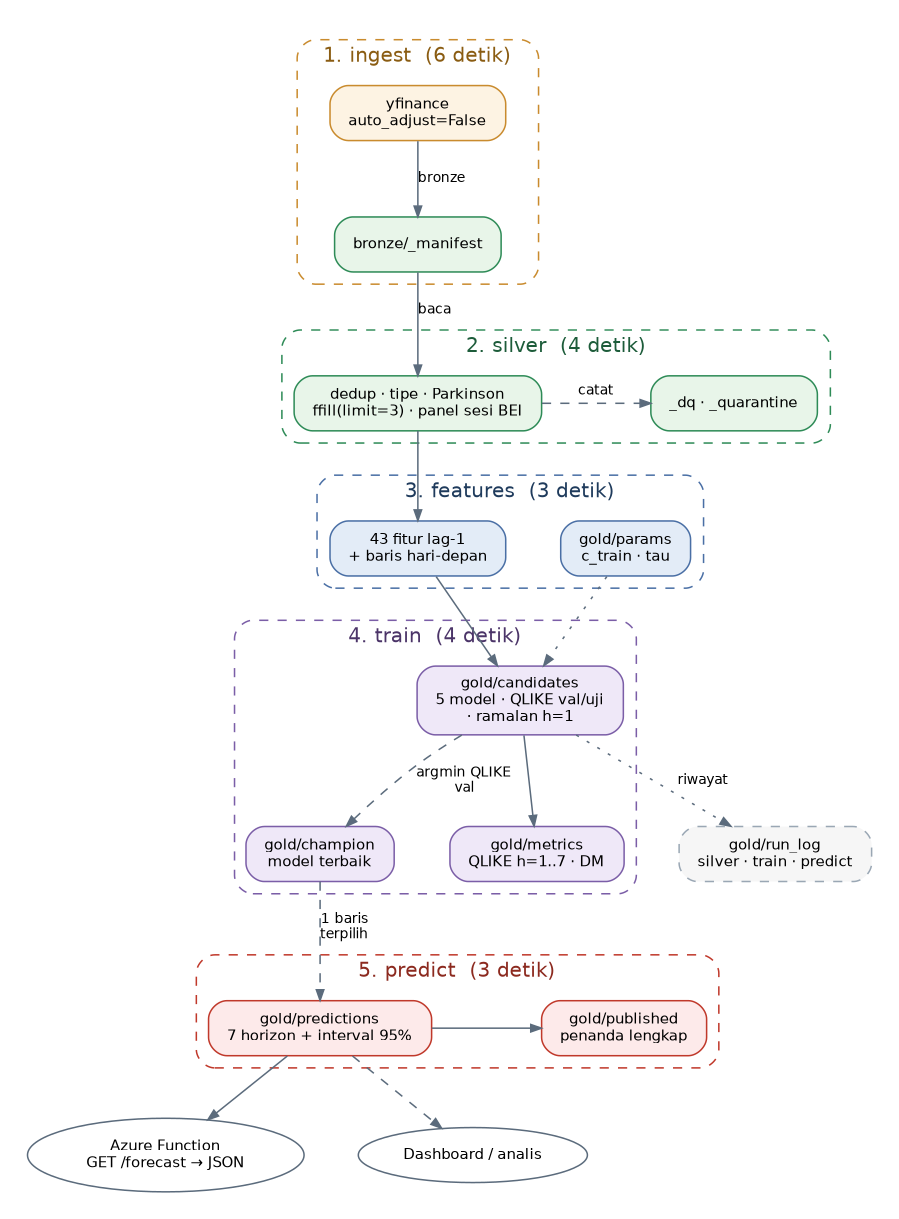 1. ingest  (6 detik)
yfinance
auto_adjust=False
bronze
bronze/_manifest
baca
2. silver  (4 detik)
dedup · tipe · Parkinson
ffill(limit=3) · panel sesi BEI
catat
_dq · _quarantine
3. features  (3 detik)
43 fitur lag-1
+ baris hari-depan
gold/params
c_train · tau
4. train  (4 detik)
gold/candidates
5 model · QLIKE val/uji
· ramalan h=1
argmin QLIKE
val
riwayat
gold/champion
model terbaik
gold/metrics
QLIKE h=1..7 · DM
gold/run_log
silver · train · predict
1 baris
terpilih
5. predict  (3 detik)
gold/predictions
7 horizon + interval 95%
gold/published
penanda lengkap
Azure Function
GET /forecast → JSON
Dashboard / analis